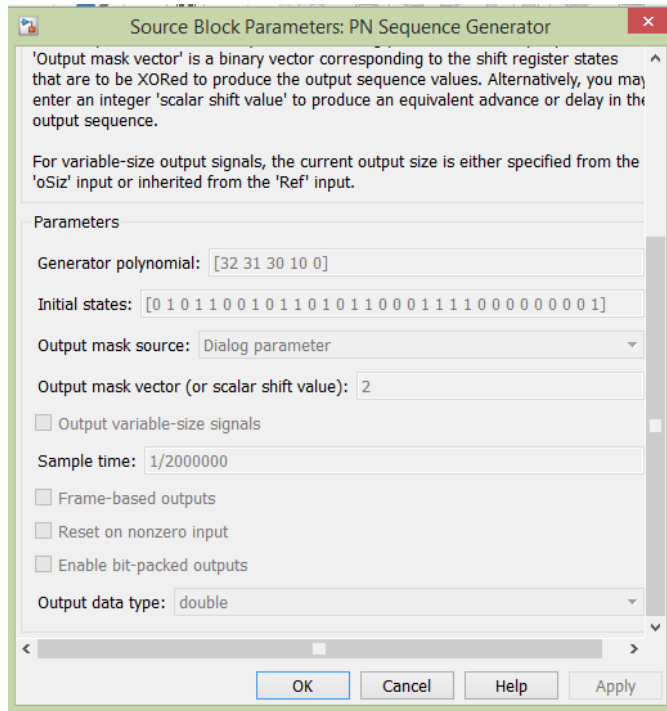 Source Block Parameters: PN Sequence Generator
'Output mask vector' is a binary vector corresponding to the shift register states
that are to be XORed to produce the output sequence values. Alternatively, you may
enter an integer 'scalar shift value' to produce an equivalent advance or delay in the
output sequence.
For variable-size output signals, the current output size is either specified from the
'oSiz' input or inherited from the 'Ref' input.
Parameters
Generator polynomial: [32 31 30 10 0]
Initial states: [0 1 0 1 1 0 0 1 0 1 1 0 1 0 1 1 0 0 0 1 1 1 1 0 0 0 0 0 0 0 0 1]
Output mask source: Dialog parameter
Output mask vector (or scalar shift value): 2
Output variable-size signals
Sample time: 1/2000000
Frame-based outputs
Reset on nonzero input
Enable bit-packed outputs
Output data type: double
OK Cancel Help Apply